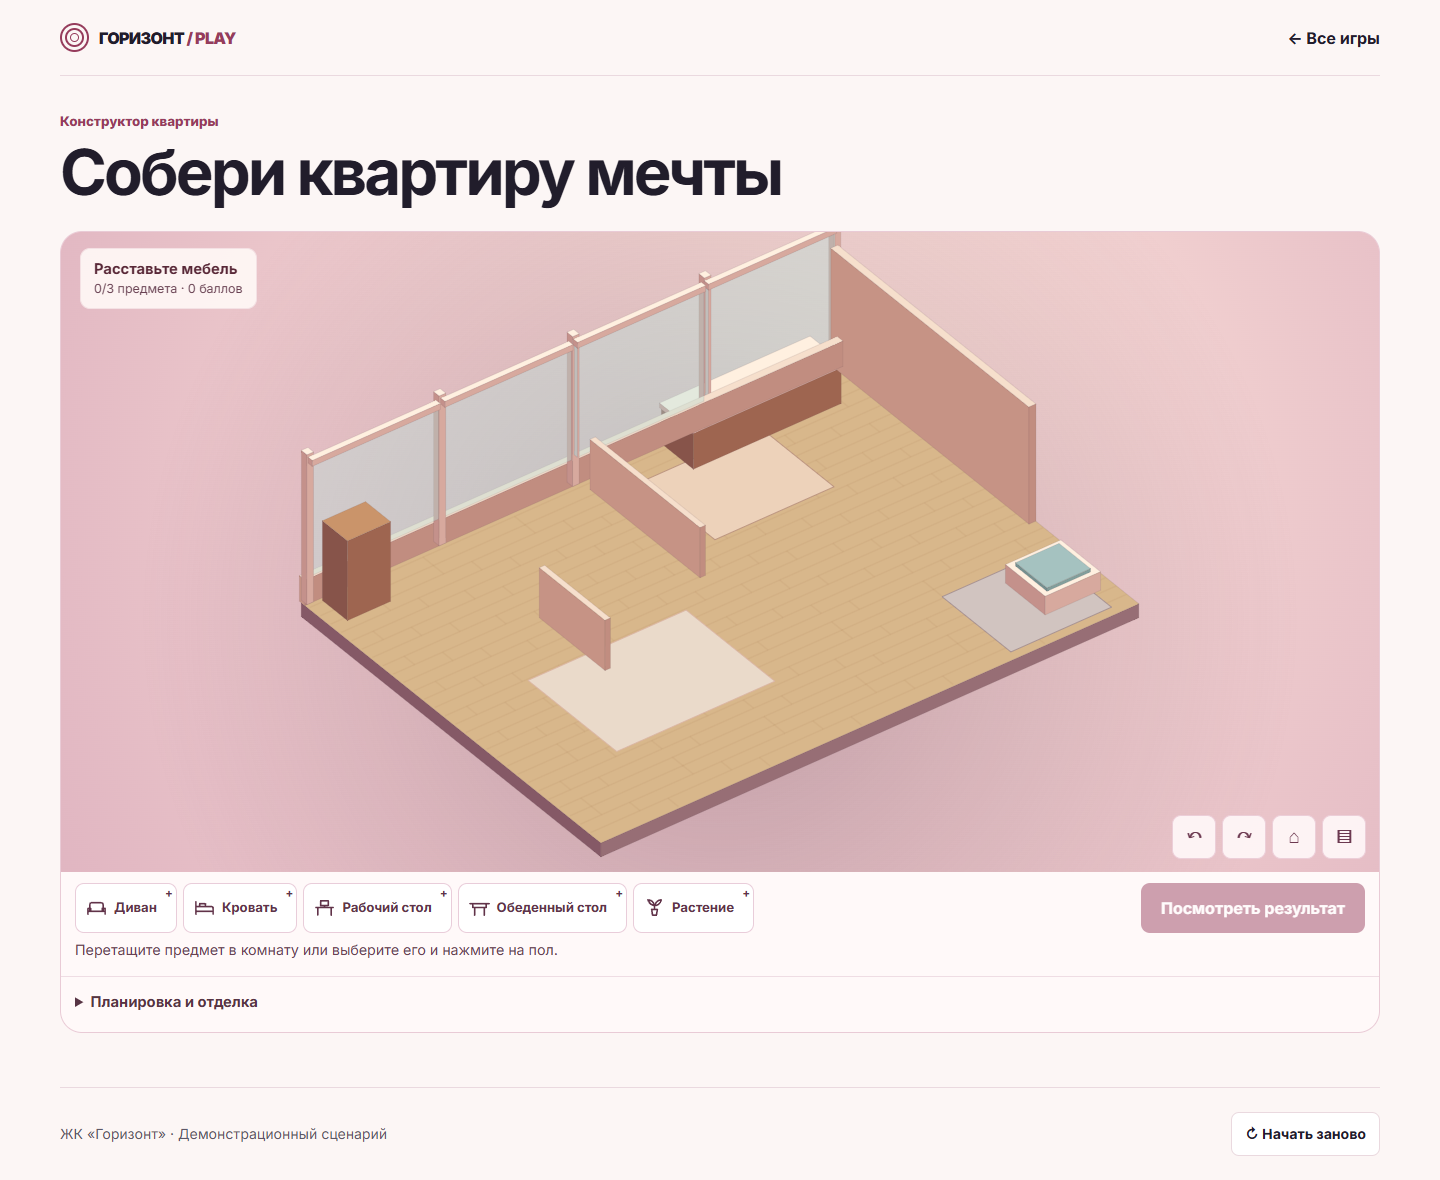 ГОРИЗОНТ / PLAY
← Все игры
Конструктор квартиры
Собери квартиру мечты
Расставьте мебель
0/3 предмета · 0 баллов
Диван +
Кровать +
Рабочий стол +
Обеденный стол +
Растение +
Посмотреть результат
Перетащите предмет в комнату или выберите его и нажмите на пол.
▶ Планировка и отделка
ЖК «Горизонт» · Демонстрационный сценарий
↻ Начать заново